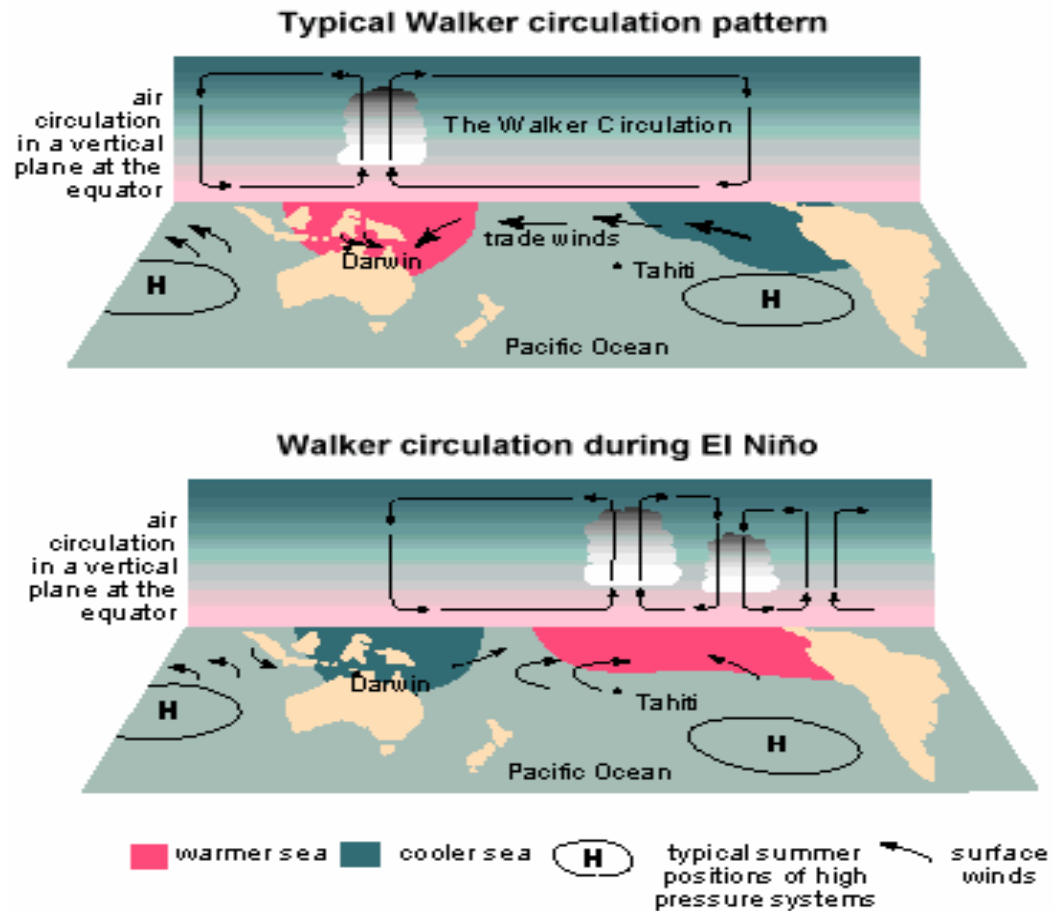 Typical Walker circulation pattern
air
circulation
in a vertical
plane at the
equator
The Walker Circulation
trade winds
Darwin
Tahiti
H
H
Pacific Ocean
Walker circulation during El Niño
air
circulation
in a vertical
plane at the
equator
Darwin
Tahiti
H
H
Pacific Ocean
warmer sea
cooler sea
H
typical summer
positions of high
pressure systems
surface
winds